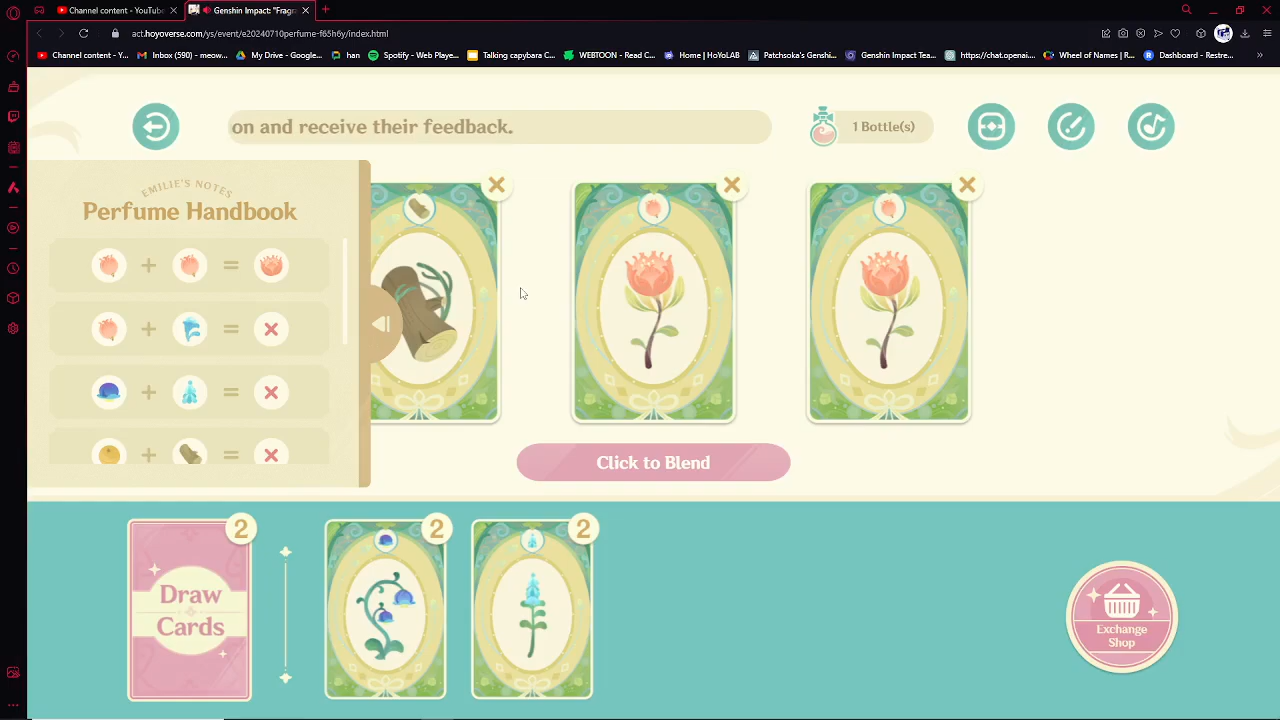 Channel content - YouTube
Genshin Impact: "Fragra
act.hoyoverse.com/ys/event/e20240710perfume-f65h6y/index.html
Channel content - Y...
Inbox (590) - meow...
My Drive - Google...
han
Spotify - Web Playe...
Talking capybara C...
WEBTOON - Read C...
Home | HoYoLAB
Patchsoka's Genshi...
Genshin Impact Tea...
https://chat.openai...
Wheel of Names | R...
Dashboard - Restre...
on and receive their feedback.
1 Bottle(s)
EMILIE'S NOTES
Perfume Handbook
+ =
+ =
+ =
+ =
Click to Blend
2
2
2
Draw
Cards
Exchange
Shop